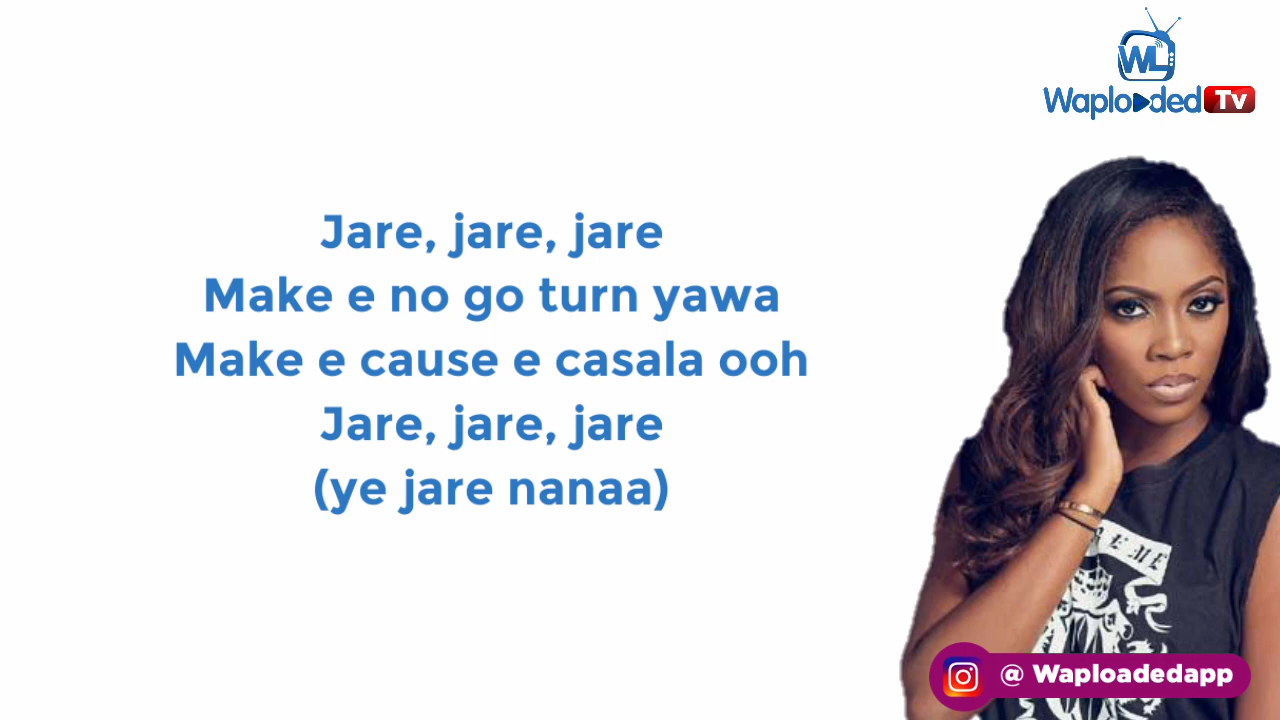 WL
Waploaded Tv
Jare, jare, jare
Make e no go turn yawa
Make e cause e casala ooh
Jare, jare, jare
(ye jare nanaa)
EME
@ Waploadedapp